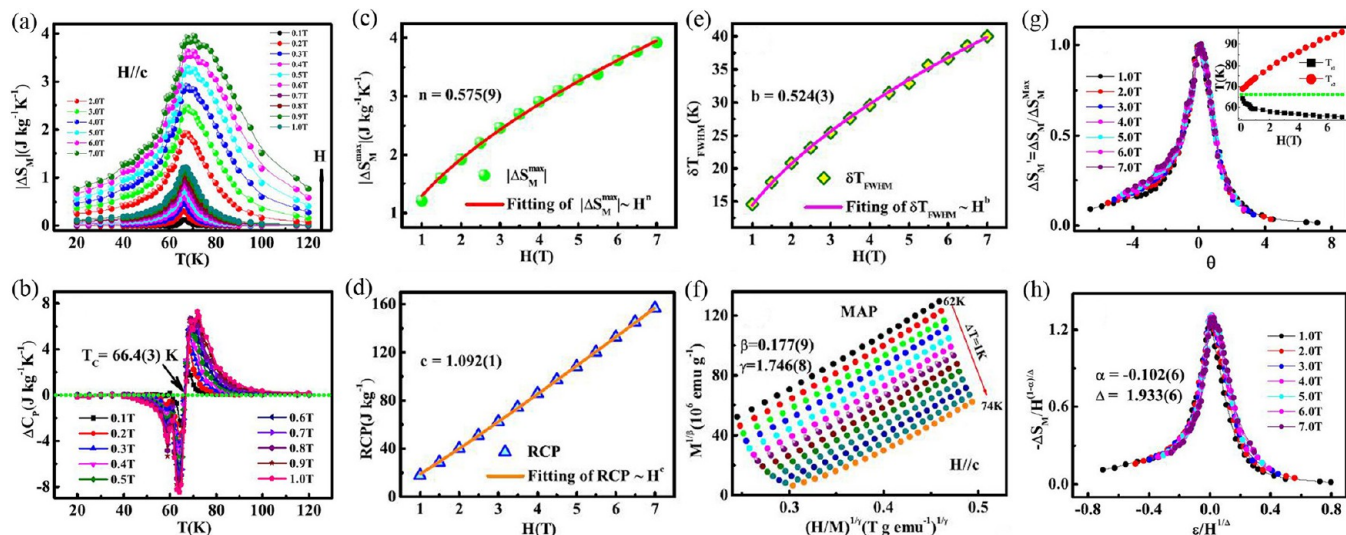 (a)
4
3
2
1
0
|ΔS_M|(J kg⁻¹K⁻¹)
H//c
0.1T
0.2T
0.3T
0.4T
0.5T
0.6T
0.7T
0.8T
0.9T
1.0T
2.0T
3.0T
4.0T
5.0T
6.0T
7.0T
H
20 40 60 80 100 120
T(K)
(b)
8
4
0
-4
-8
ΔC_P(J kg⁻¹K⁻¹)
T_C= 66.4(3) K
0.1T 0.6T
0.2T 0.7T
0.3T 0.8T
0.4T 0.9T
0.5T 1.0T
20 40 60 80 100 120
T(K)
(c)
4
3
2
1
|ΔS_M^max|(J kg⁻¹K⁻¹)
n = 0.575(9)
|ΔS_M^max|
Fitting of |ΔS_M^max|~ Hⁿ
1 2 3 4 5 6 7
H(T)
(d)
160
120
80
40
0
RCP(J kg⁻¹)
c = 1.092(1)
RCP
Fitting of RCP ~ H^c
1 2 3 4 5 6 7
H(T)
(e)
40
35
30
25
20
15
δT_FWHM(K)
b = 0.524(3)
δT_FWHM
Fitting of δT_FWHM ~ H^b
1 2 3 4 5 6 7
H(T)
(f)
120
80
40
0
M^1/β (10⁶ emu g⁻¹)
MAP
62K
β=0.177(9)
γ=1.746(8)
ΔT=1K
74K
H//c
0.3 0.4 0.5
(H/M)^1/γ (T g emu⁻¹)^1/γ
(g)
1.0
0.5
0.0
ΔS_M'=ΔS_M/ΔS_M^Max
1.0T
2.0T
3.0T
4.0T
5.0T
6.0T
7.0T
90
80
70
60
T(K)
T_r1
T_r2
0 2 4 6
H(T)
-4 0 4 8
θ
(h)
1.2
0.6
0.0
-ΔS_M/H^(1-α)/Δ
α = -0.102(6)
Δ = 1.933(6)
1.0T
2.0T
3.0T
4.0T
5.0T
6.0T
7.0T
-0.8 -0.4 0.0 0.4 0.8
ε/H^1/Δ